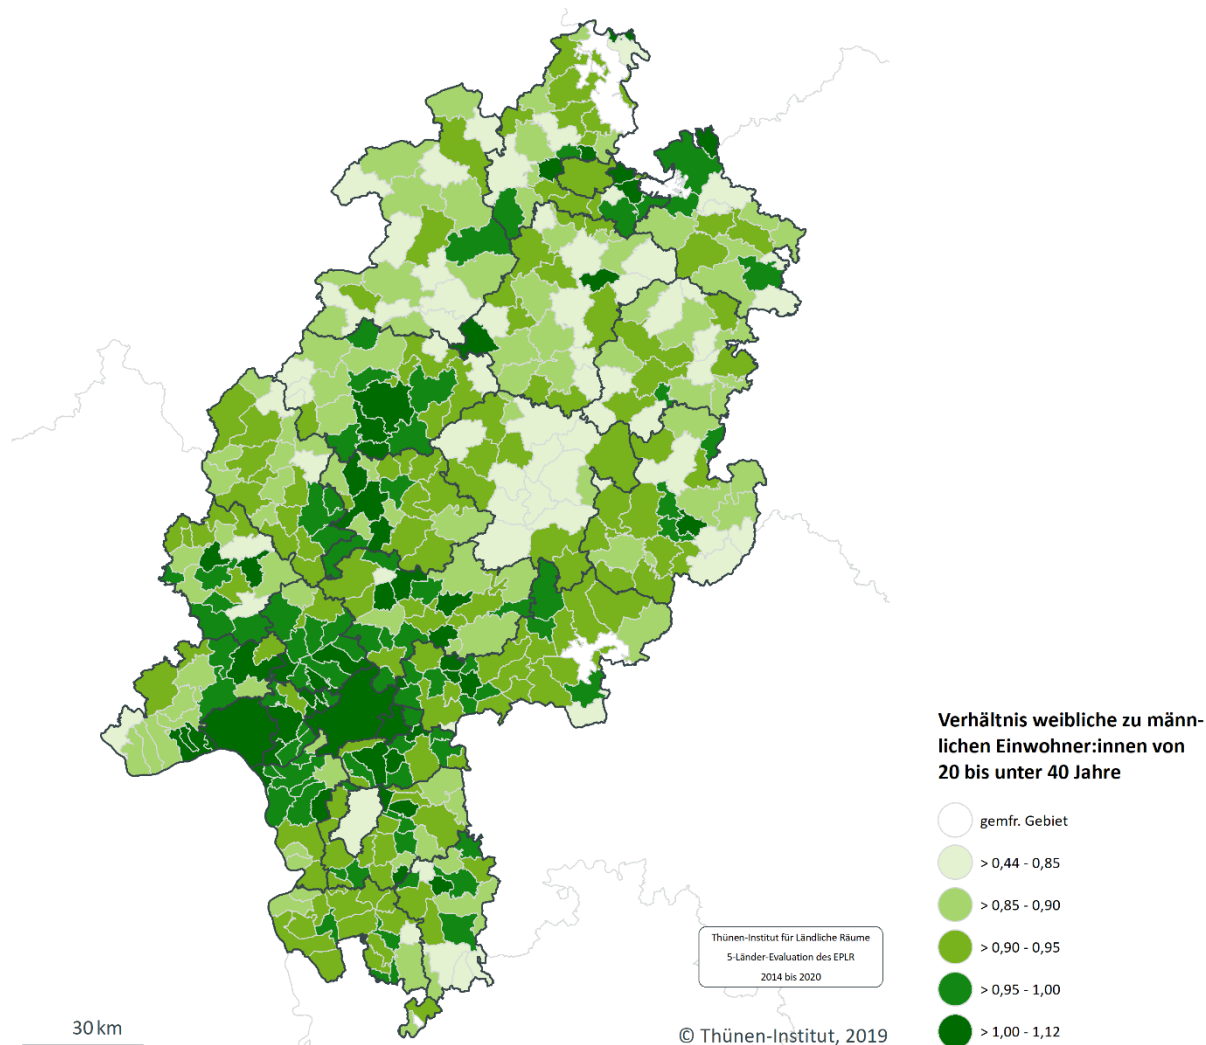 Verhältnis weibliche zu männ-
lichen Einwohner:innen von
20 bis unter 40 Jahre
gemfr. Gebiet
> 0,44 - 0,85
> 0,85 - 0,90
> 0,90 - 0,95
> 0,95 - 1,00
> 1,00 - 1,12
Thünen-Institut für Ländliche Räume
5-Länder-Evaluation des EPLR
2014 bis 2020
30 km
© Thünen-Institut, 2019